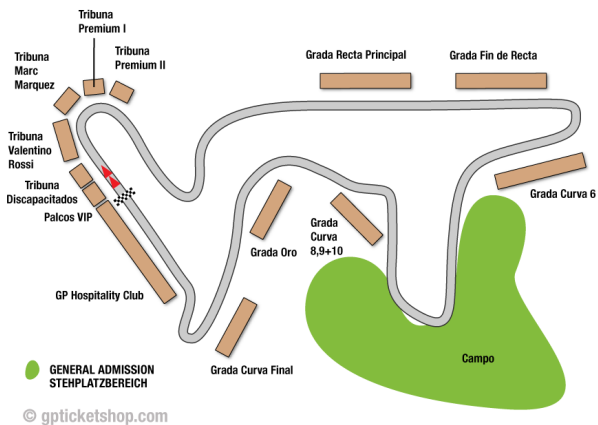 Tribuna
Premium I
Tribuna
Premium II
Tribuna
Marc
Marquez
Grada Recta Principal
Grada Fin de Recta
Tribuna
Valentino
Rossi
Tribuna
Discapacitados
Palcos VIP
Grada Curva 6
Grada
Curva
8,9+10
Grada Oro
GP Hospitality Club
Grada Curva Final
Campo
GENERAL ADMISSION
STEHPLATZBEREICH
© gpticketshop.com